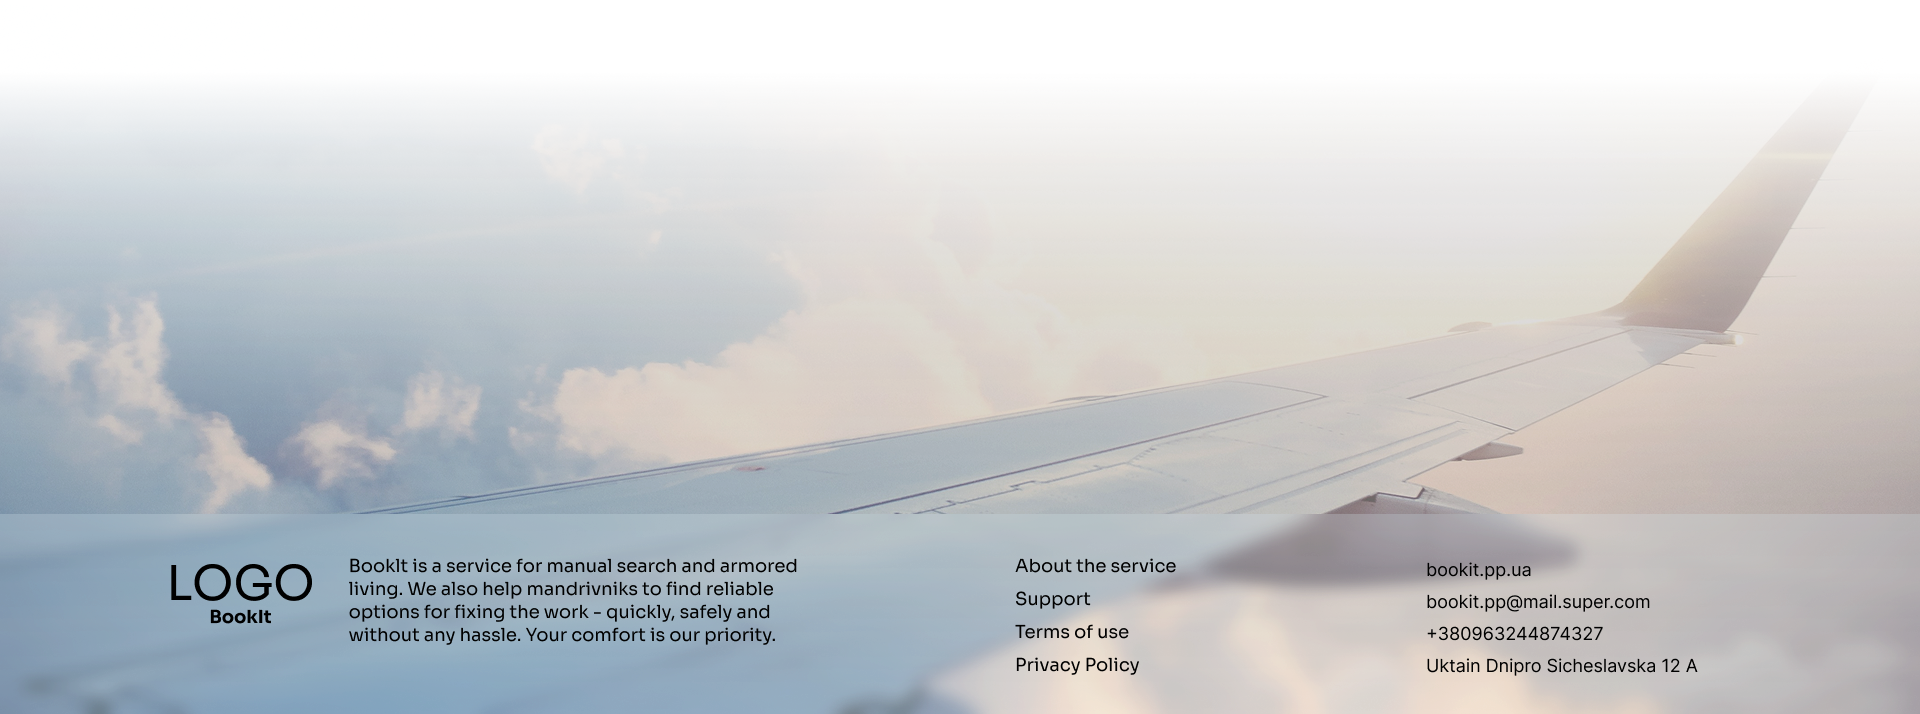 LOGO
BookIt
BookIt is a service for manual search and armored
living. We also help mandrivniks to find reliable
options for fixing the work - quickly, safely and
without any hassle. Your comfort is our priority.
About the service
Support
Terms of use
Privacy Policy
bookit.pp.ua
bookit.pp@mail.super.com
+380963244874327
Uktain Dnipro Sicheslavska 12 A